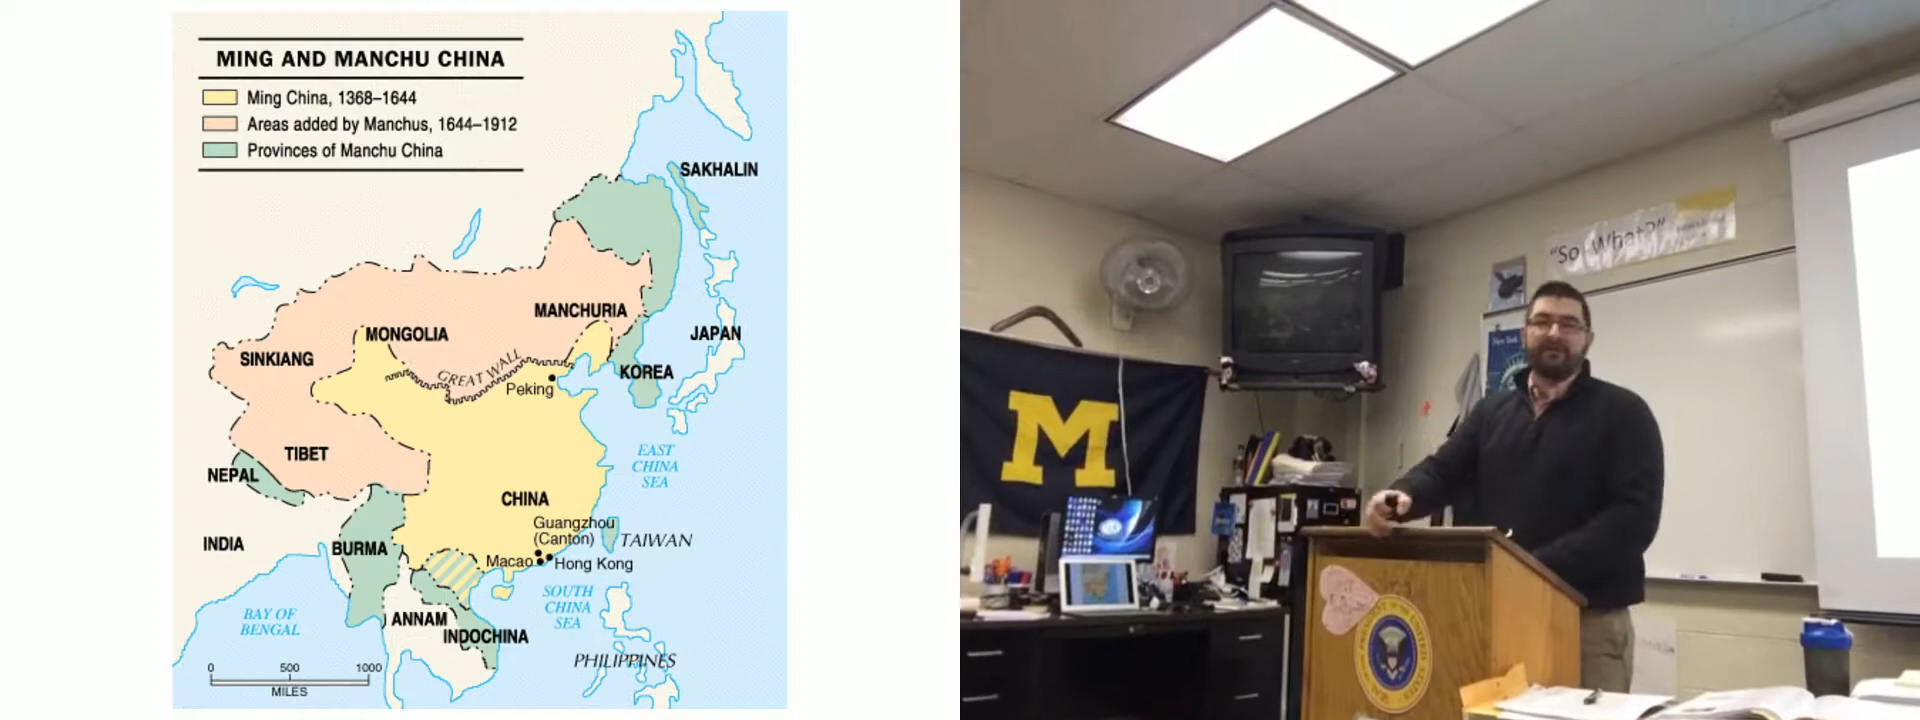 MING AND MANCHU CHINA
Ming China, 1368–1644
Areas added by Manchus, 1644–1912
Provinces of Manchu China
SAKHALIN
MANCHURIA
MONGOLIA
JAPAN
SINKIANG
GREAT WALL
KOREA
Peking
TIBET
EAST
CHINA
SEA
NEPAL
CHINA
Guangzhou
(Canton)
TAIWAN
INDIA
BURMA
Macao
Hong Kong
SOUTH
CHINA
SEA
BAY OF
BENGAL
ANNAM
INDOCHINA
PHILIPPINES
0 500 1000
MILES
"So What?"
New York
M